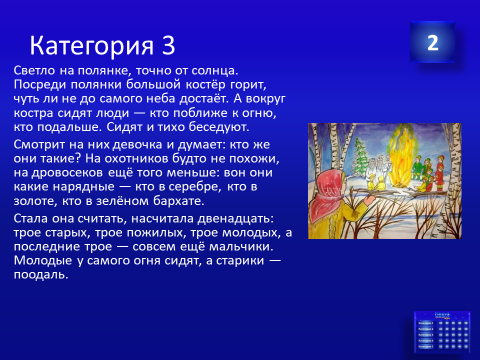 Категория 3
2
Светло на полянке, точно от солнца.
Посреди полянки большой костёр горит,
чуть ли не до самого неба достаёт. А вокруг
костра сидят люди — кто поближе к огню,
кто подальше. Сидят и тихо беседуют.
Смотрит на них девочка и думает: кто же
они такие? На охотников будто не похожи,
на дровосеков ещё того меньше: вон они
какие нарядные — кто в серебре, кто в
золоте, кто в зелёном бархате.
Стала она считать, насчитала двенадцать:
трое старых, трое пожилых, трое молодых, а
последние трое — совсем ещё мальчики.
Молодые у самого огня сидят, а старики —
поодаль.